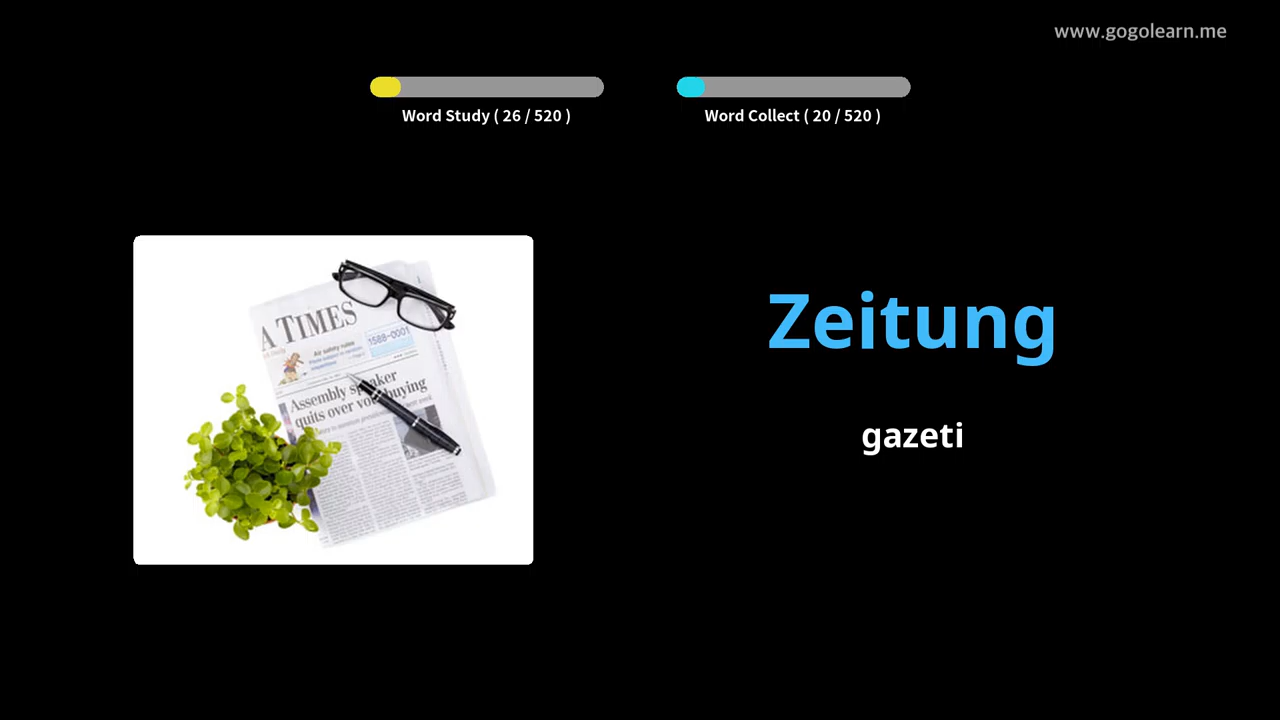 www.gogolearn.me
Word Study ( 26 / 520 )
Word Collect ( 20 / 520 )
A TIMES
1588-0001
Air safety rules
Assembly speaker
quits over vote buying
Zeitung
gazeti